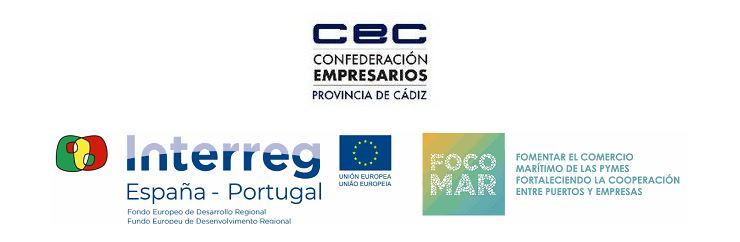 cec
CONFEDERACIÓN
EMPRESARIOS
PROVINCIA DE CÁDIZ
Interreg
España - Portugal
Fondo Europeo de Desarrollo Regional
Fundo Europeu de Desenvolvimento Regional
UNIÓN EUROPEA
UNIÃO EUROPEIA
FOCO
MAR
FOMENTAR EL COMERCIO
MARÍTIMO DE LAS PYMES
FORTALECIENDO LA COOPERACIÓN
ENTRE PUERTOS Y EMPRESAS